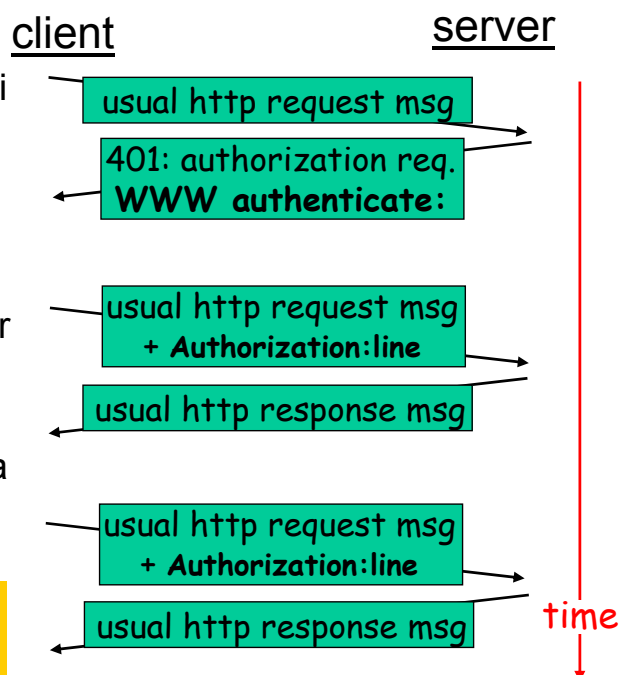 client
server
i
usual http request msg
401: authorization req.
WWW authenticate:
usual http request msg
r
+ Authorization:line
usual http response msg
a
usual http request msg
+ Authorization:line
usual http response msg
time